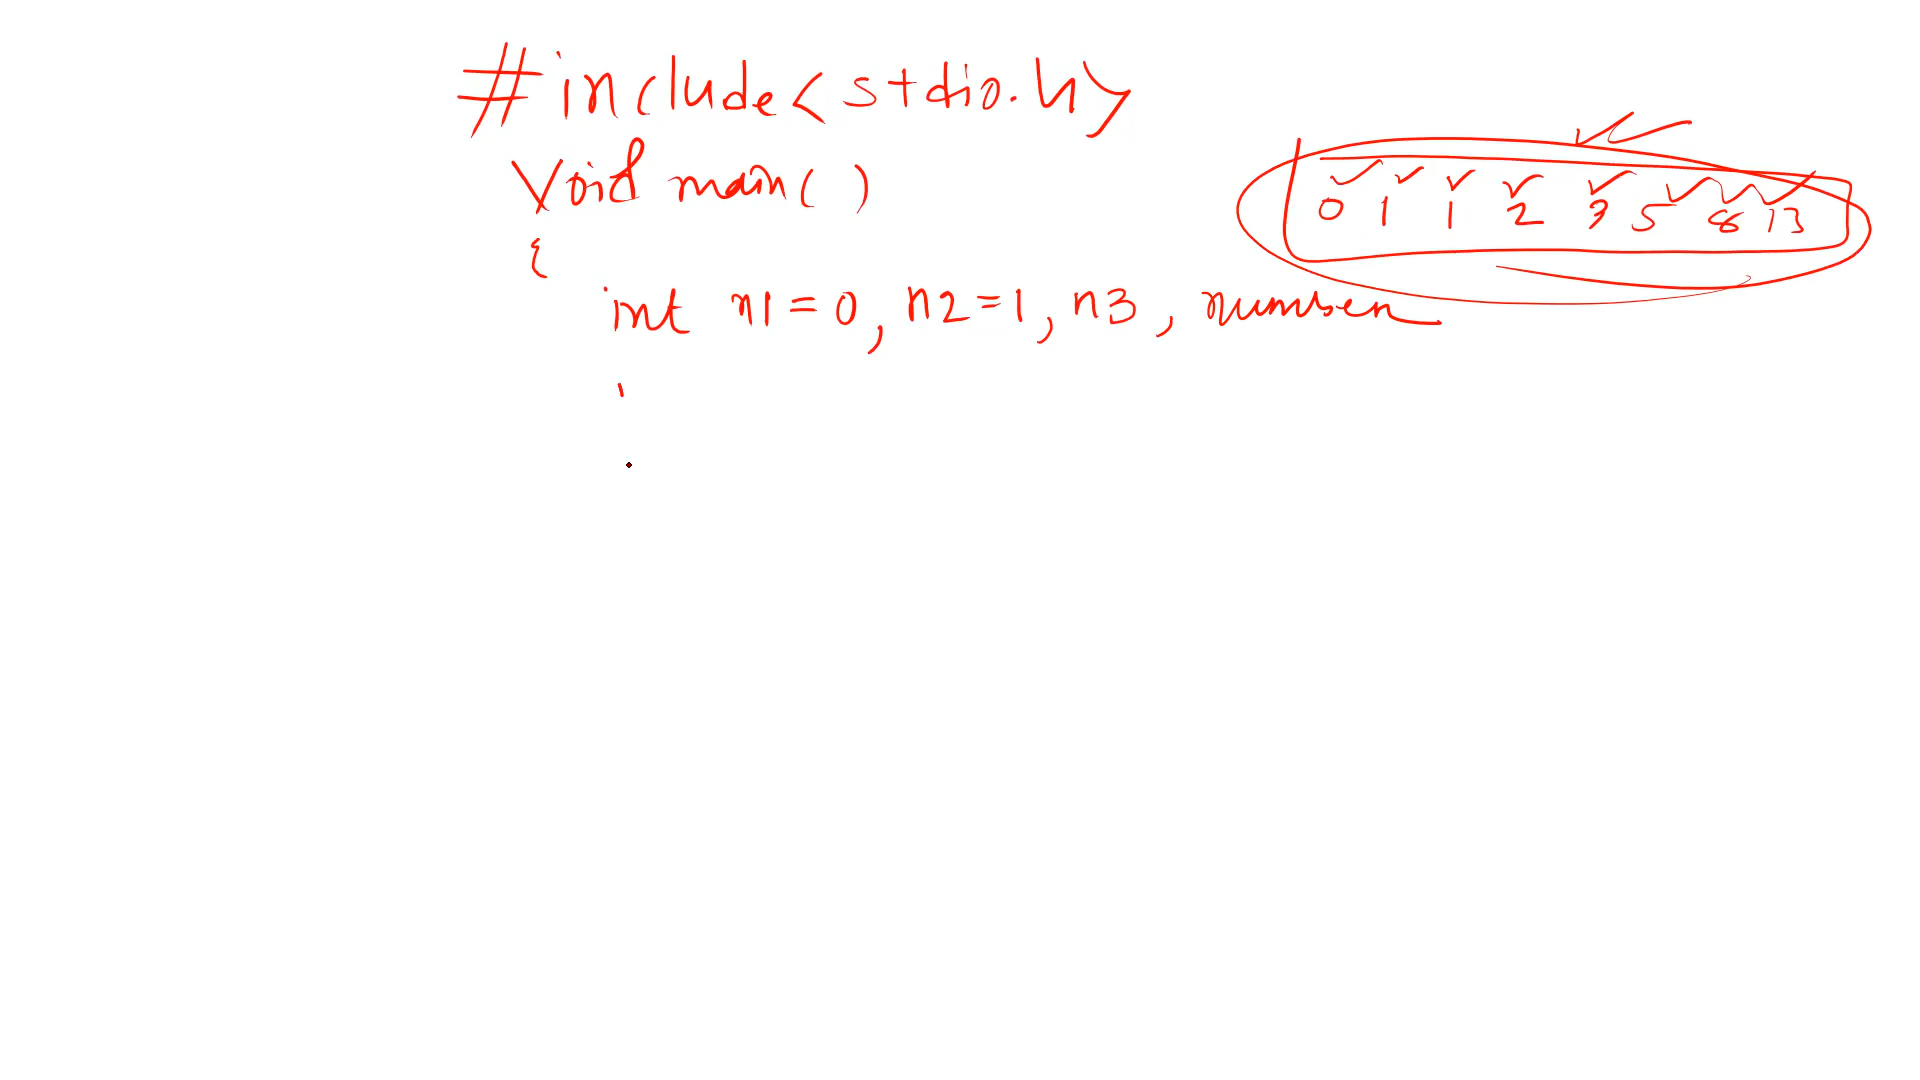 #include<stdio.h>
Void main( )
{
int n1=0, n2=1, n3, number
0 1 1 2 3 5 8 13